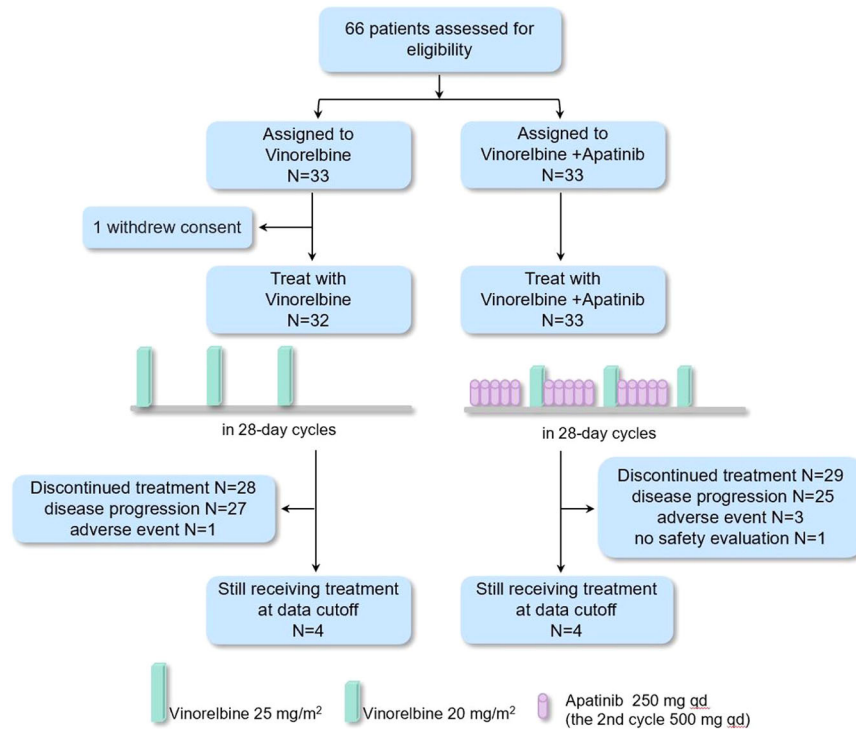 66 patients assessed for
eligibility
Assigned to
Vinorelbine
N=33
Assigned to
Vinorelbine +Apatinib
N=33
1 withdrew consent
Treat with
Vinorelbine
N=32
Treat with
Vinorelbine +Apatinib
N=33
in 28-day cycles
in 28-day cycles
Discontinued treatment N=28
disease progression N=27
adverse event N=1
Discontinued treatment N=29
disease progression N=25
adverse event N=3
no safety evaluation N=1
Still receiving treatment
at data cutoff
N=4
Still receiving treatment
at data cutoff
N=4
Vinorelbine 25 mg/m²
Vinorelbine 20 mg/m²
Apatinib 250 mg qd
(the 2nd cycle 500 mg qd)